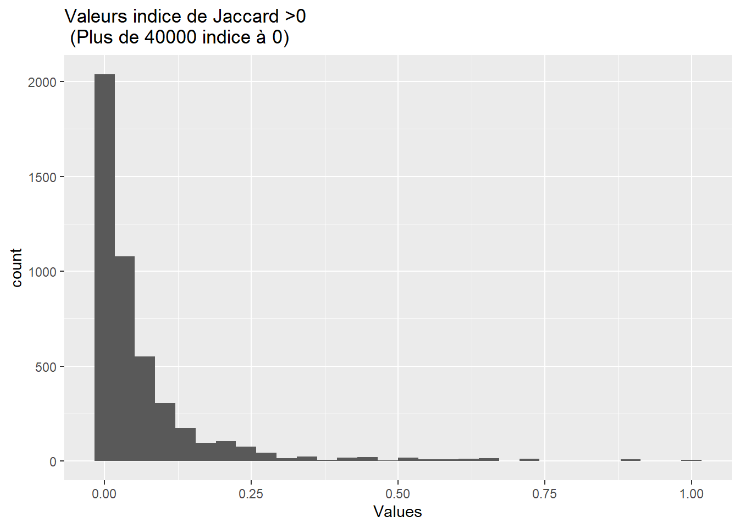 Valeurs indice de Jaccard >0
(Plus de 40000 indice à 0)
2000
1500
1000
500
0
count
0.00
0.25
0.50
0.75
1.00
Values